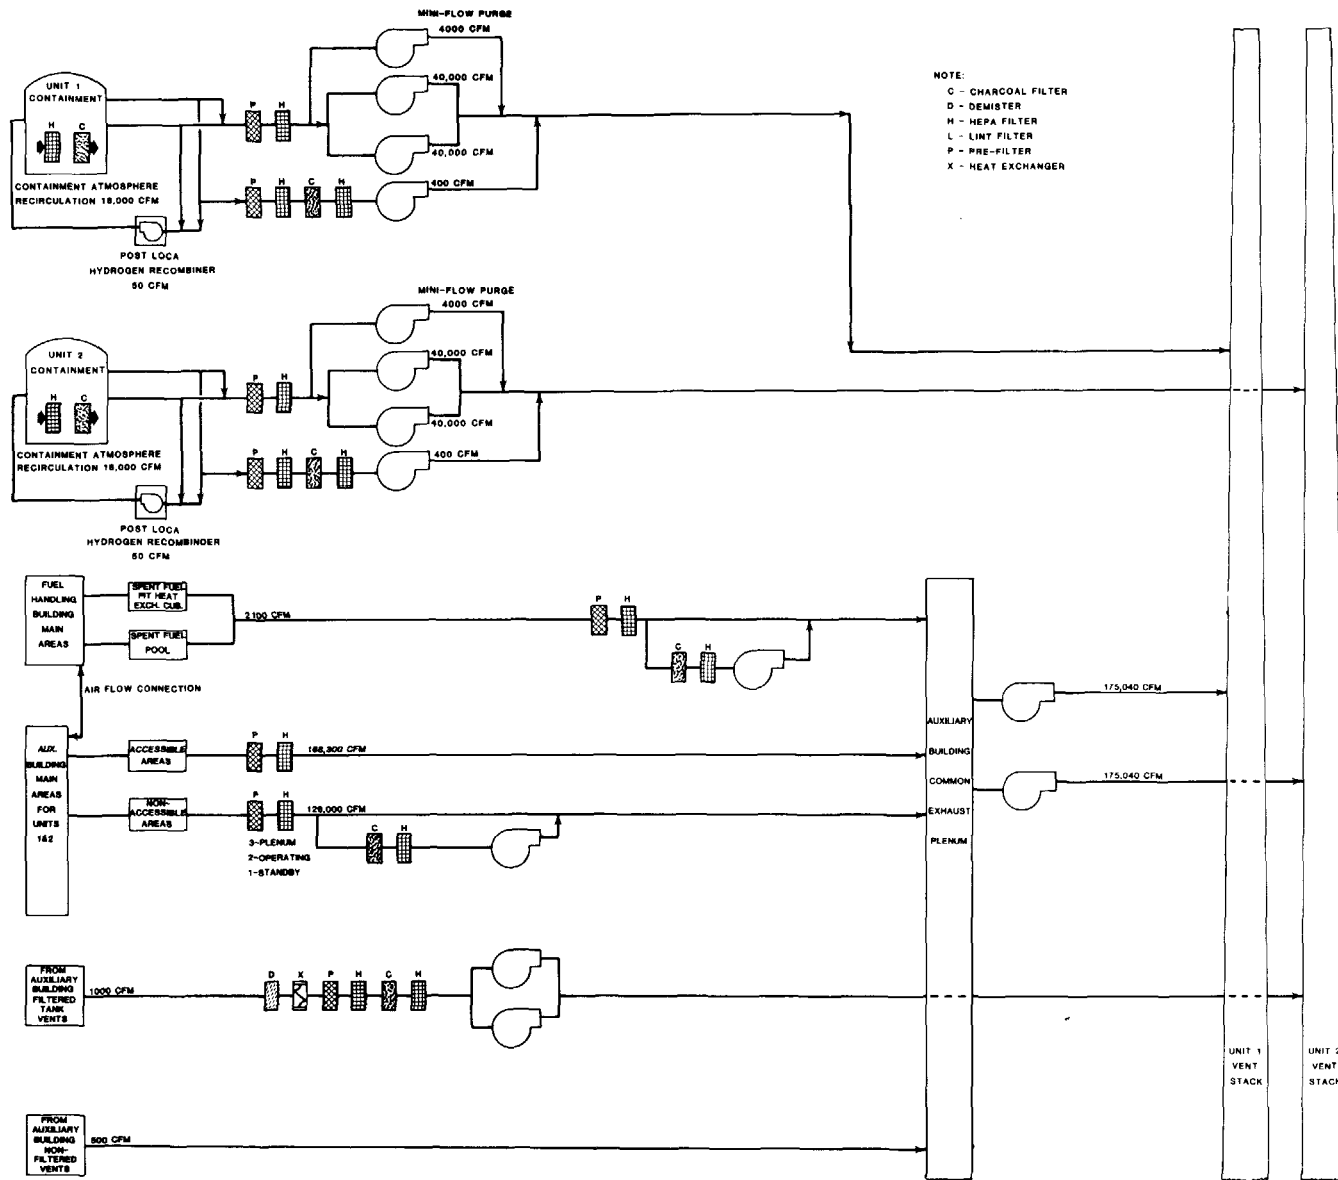 MINI-FLOW PURGE
4000 CFM
UNIT 1
CONTAINMENT
H C
CONTAINMENT ATMOSPHERE
RECIRCULATION 18,000 CFM
P H
40,000 CFM
40,000 CFM
P H C H
400 CFM
POST LOCA
HYDROGEN RECOMBINER
50 CFM
NOTE:
C - CHARCOAL FILTER
D - DEMISTER
H - HEPA FILTER
L - LINT FILTER
P - PRE-FILTER
X - HEAT EXCHANGER
MINI-FLOW PURGE
4000 CFM
UNIT 2
CONTAINMENT
H C
CONTAINMENT ATMOSPHERE
RECIRCULATION 18,000 CFM
P H
40,000 CFM
40,000 CFM
P H C H
400 CFM
POST LOCA
HYDROGEN RECOMBINDER
50 CFM
FUEL
HANDLING
BUILDING
MAIN
AREAS
SPENT FUEL
PIT HEAT
EXCH. CUB.
SPENT FUEL
POOL
2100 CFM
P H
C H
AIR FLOW CONNECTION
AUX.
BUILDING
MAIN
AREAS
FOR
UNITS
1&2
ACCESSIBLE
AREAS
P H
168,300 CFM
NON-
ACCESSIBLE
AREAS
P H
126,000 CFM
3-PLENUM
2-OPERATING
1-STANDBY
C H
AUXILIARY
BUILDING
COMMON
EXHAUST
PLENUM
175,040 CFM
175,040 CFM
FROM
AUXILIARY
BUILDING
FILTERED
TANK
VENTS
1000 CFM
D X P H C H
FROM
AUXILIARY
BUILDING
NON-
FILTERED
VENTS
500 CFM
UNIT 1
VENT
STACK
UNIT 2
VENT
STACK